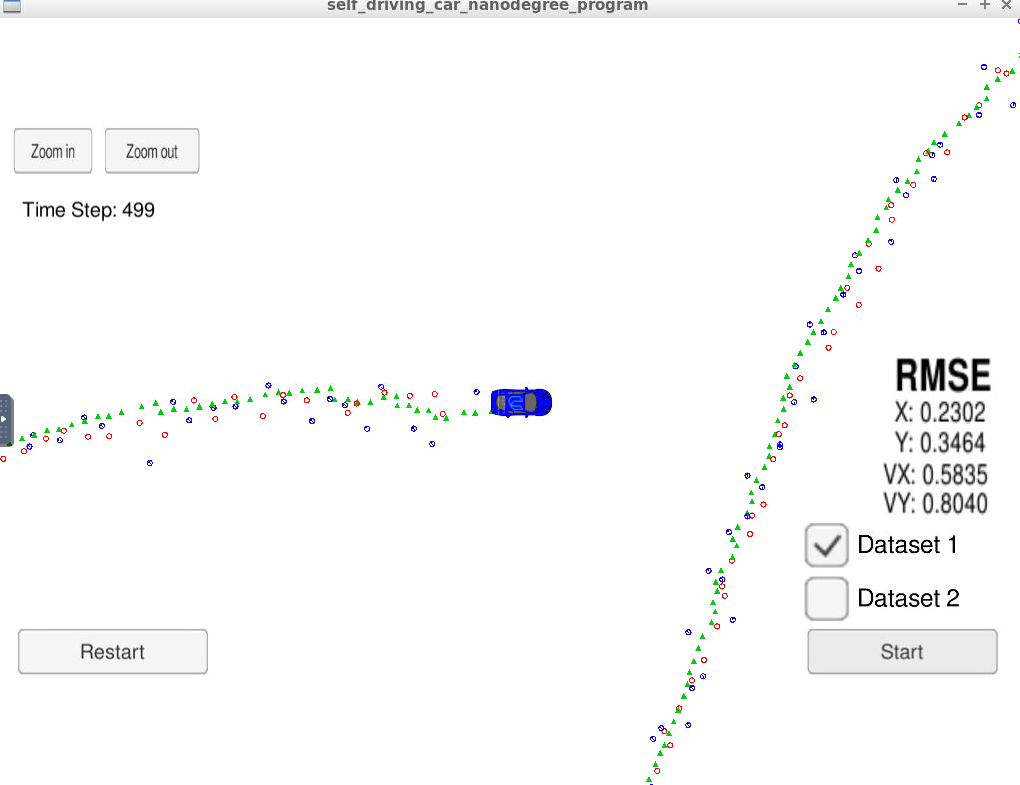 self_driving_car_nanodegree_program
Zoom in
Zoom out
Time Step: 499
RMSE
X: 0.2302
Y: 0.3464
VX: 0.5835
VY: 0.8040
Dataset 1
Dataset 2
Restart
Start